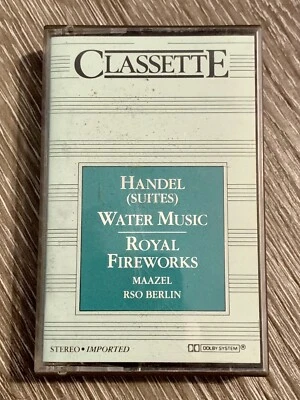 CLASSETTE
HANDEL
(SUITES)
WATER MUSIC
ROYAL
FIREWORKS
MAAZEL
RSO BERLIN
STEREO • IMPORTED
DOLBY SYSTEM ®